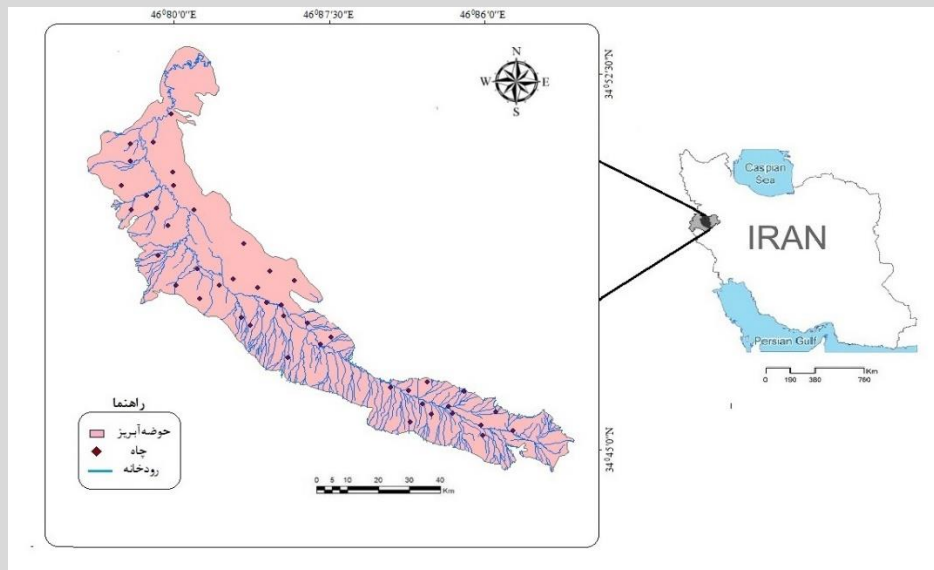 46°80'0"E 46°87'30"E 46°86'0"E
34°52'30"N
34°45'0"N
N
W E
S
Caspian
Sea
IRAN
Persian Gulf
0 190 380 760 Km
راهنما
حوضه آبریز
چاه
رودخانه
0 5 10 20 30 40
Km